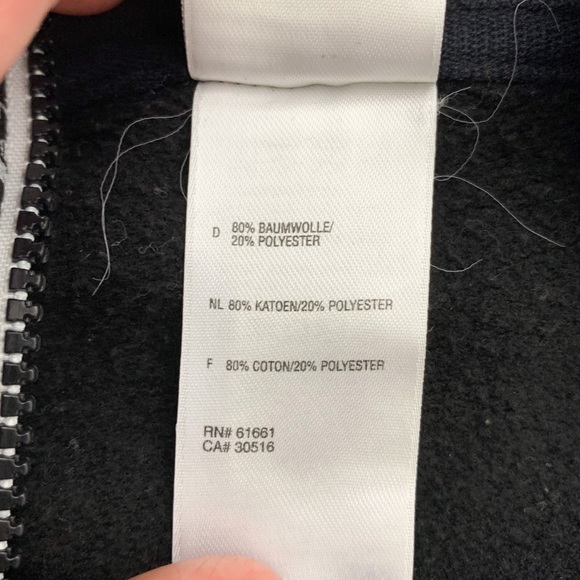 D 80% BAUMWOLLE/
20% POLYESTER
NL 80% KATOEN/20% POLYESTER
F 80% COTON/20% POLYESTER
RN# 61661
CA# 30516